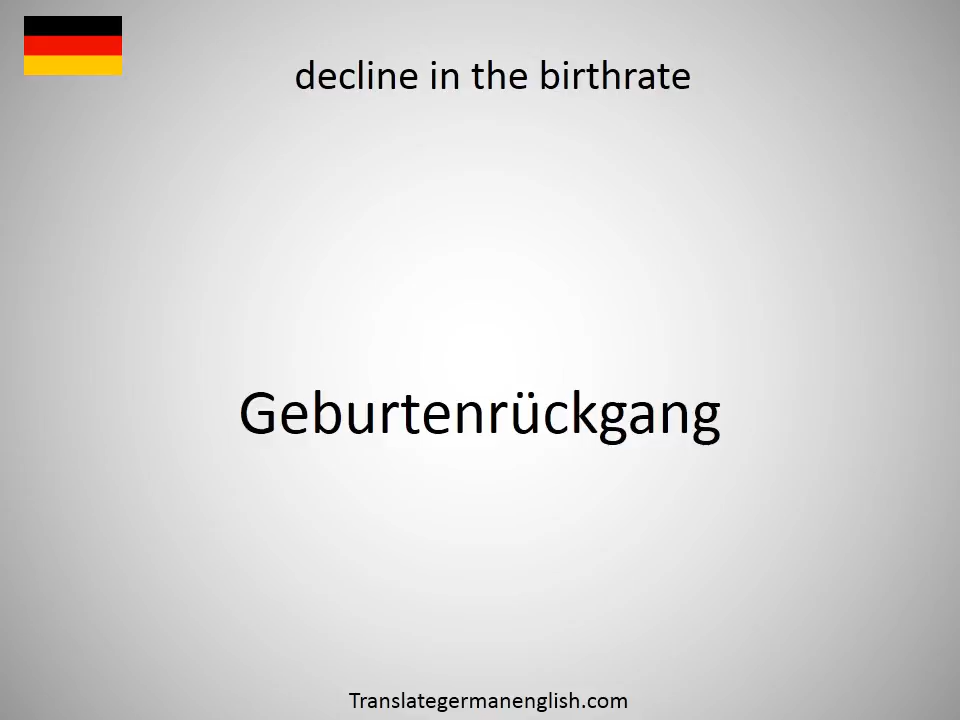 decline in the birthrate
Geburtenrückgang
Translategermanenglish.com